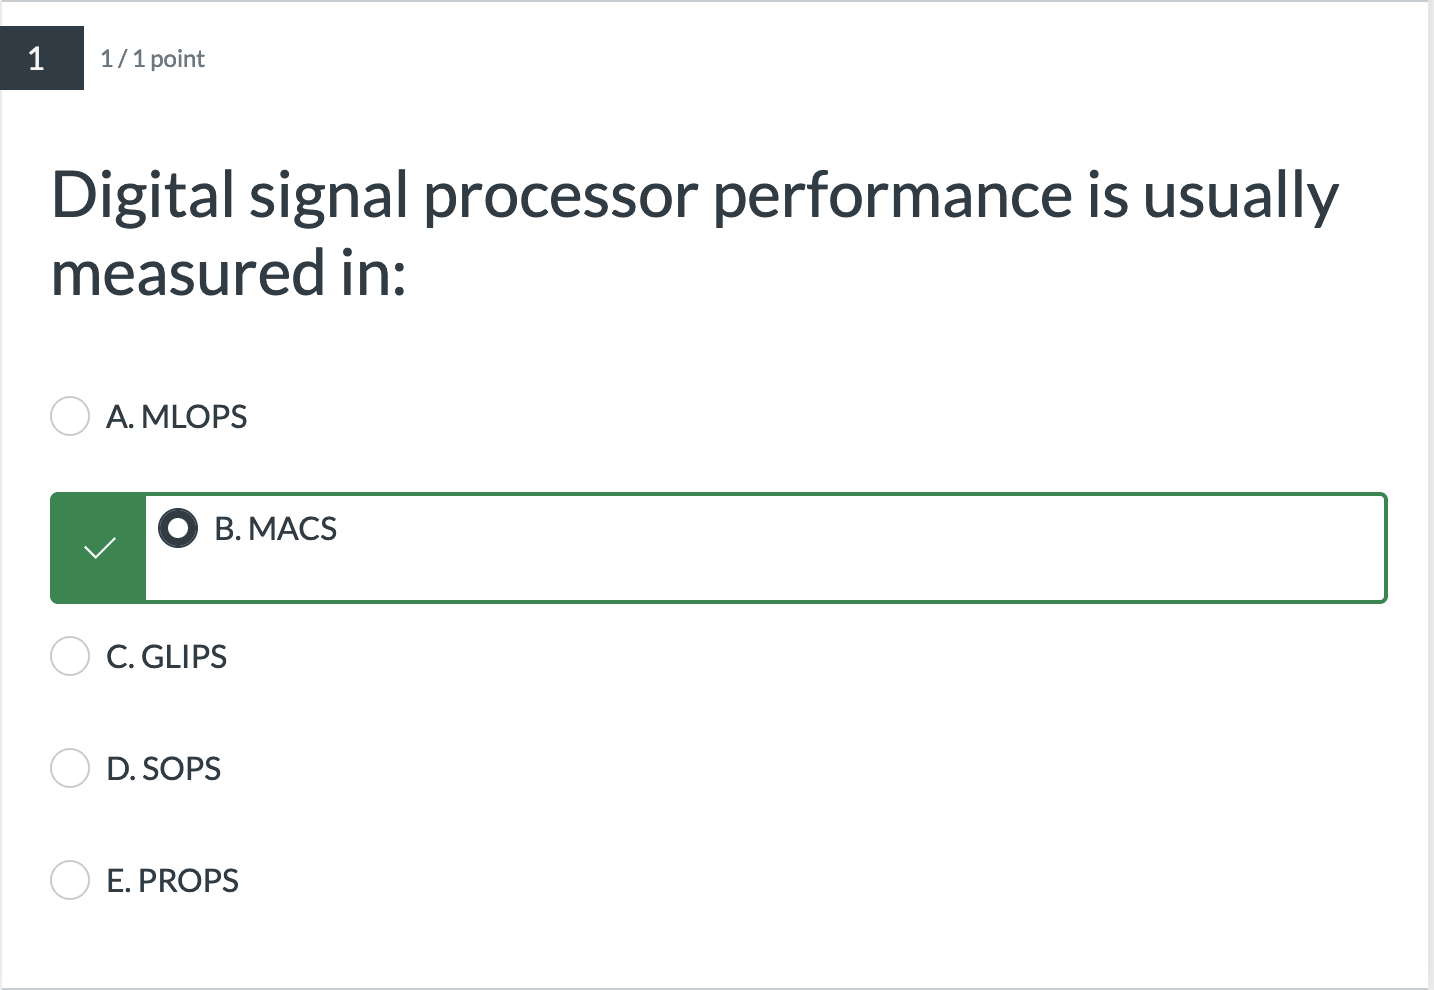 1
1 / 1 point
Digital signal processor performance is usually
measured in:
A. MLOPS
B. MACS
C. GLIPS
D. SOPS
E. PROPS